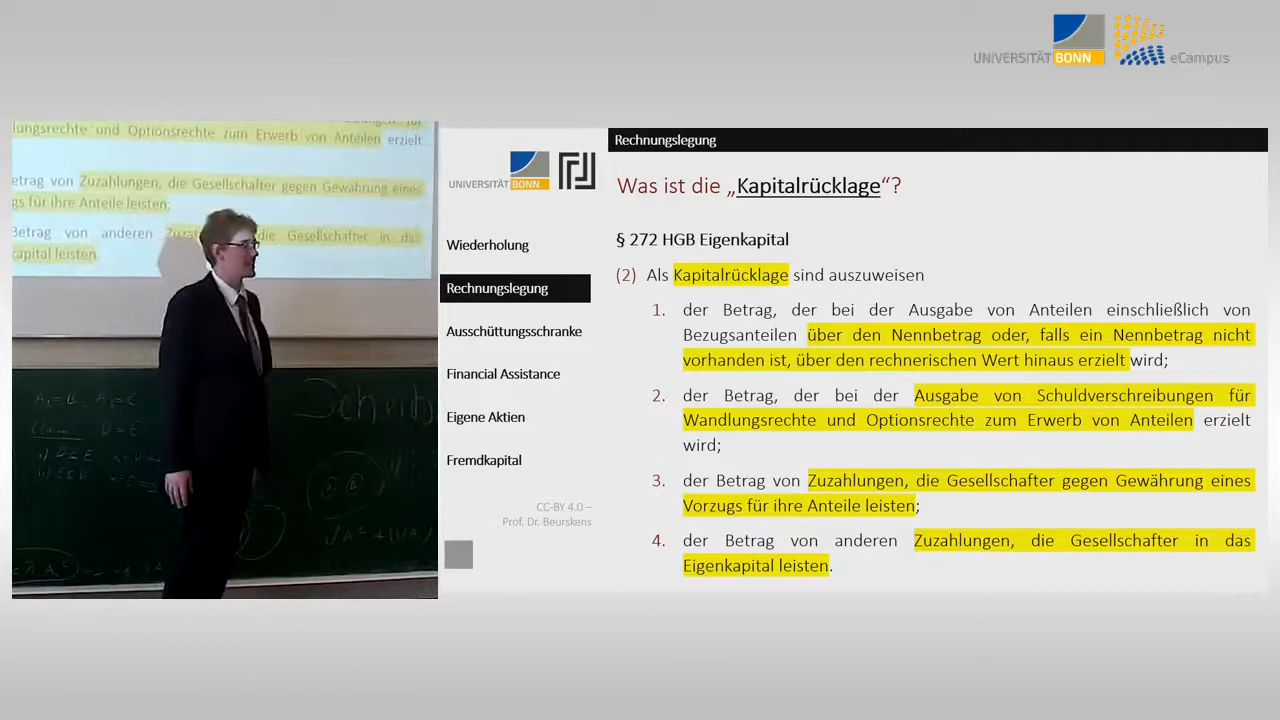 UNIVERSITÄT BONN
eCampus
lungsrechte und Optionsrechte zum Erwerb von Anteilen erzielt
etrag von Zuzahlungen, die Gesellschafter gegen Gewährung eines
gs für ihre Anteile leisten;
Betrag von anderen die Gesellschafter in das
apital leisten.
UNIVERSITÄT BONN
Wiederholung
Rechnungslegung
Ausschüttungsschranke
Financial Assistance
Eigene Aktien
Fremdkapital
CC-BY 4.0 –
Prof. Dr. Beurskens
Rechnungslegung
Was ist die „Kapitalrücklage“?
§ 272 HGB Eigenkapital
(2) Als Kapitalrücklage sind auszuweisen
1. der Betrag, der bei der Ausgabe von Anteilen einschließlich von
Bezugsanteilen über den Nennbetrag oder, falls ein Nennbetrag nicht
vorhanden ist, über den rechnerischen Wert hinaus erzielt wird;
2. der Betrag, der bei der Ausgabe von Schuldverschreibungen für
Wandlungsrechte und Optionsrechte zum Erwerb von Anteilen erzielt
wird;
3. der Betrag von Zuzahlungen, die Gesellschafter gegen Gewährung eines
Vorzugs für ihre Anteile leisten;
4. der Betrag von anderen Zuzahlungen, die Gesellschafter in das
Eigenkapital leisten.